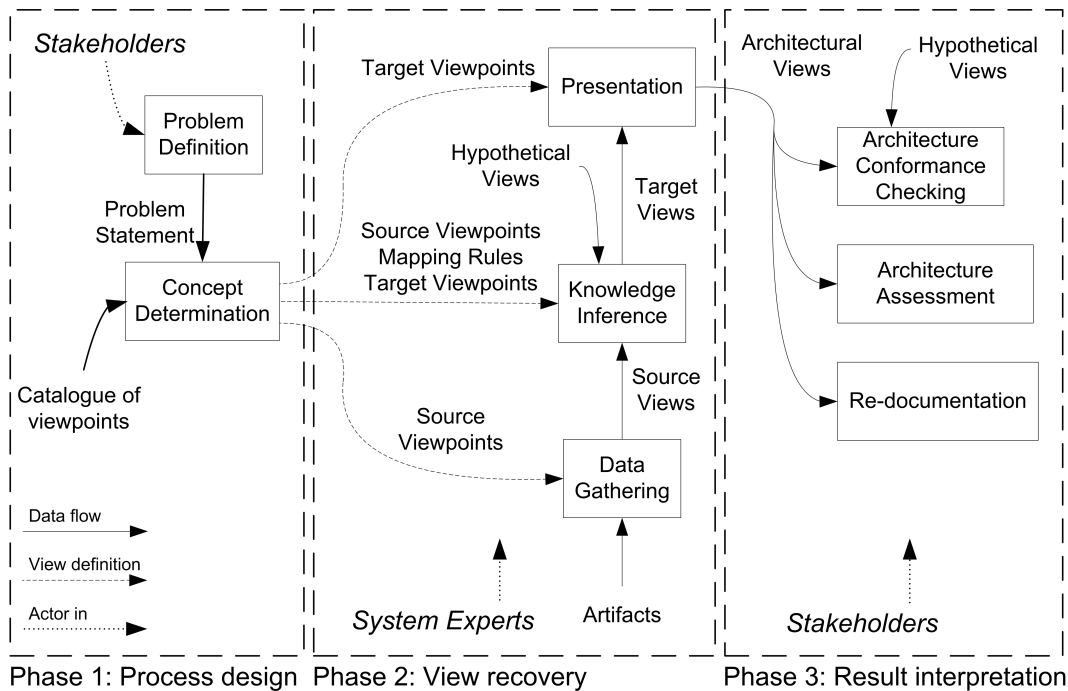 Stakeholders
Problem
Definition
Problem
Statement
Concept
Determination
Catalogue of
viewpoints
Data flow
View definition
Actor in
Phase 1: Process design
Target Viewpoints
Presentation
Hypothetical
Views
Target
Views
Source Viewpoints
Mapping Rules
Target Viewpoints
Knowledge
Inference
Source
Views
Source
Viewpoints
Data
Gathering
Artifacts
System Experts
Phase 2: View recovery
Architectural
Views
Hypothetical
Views
Architecture
Conformance
Checking
Architecture
Assessment
Re-documentation
Stakeholders
Phase 3: Result interpretation